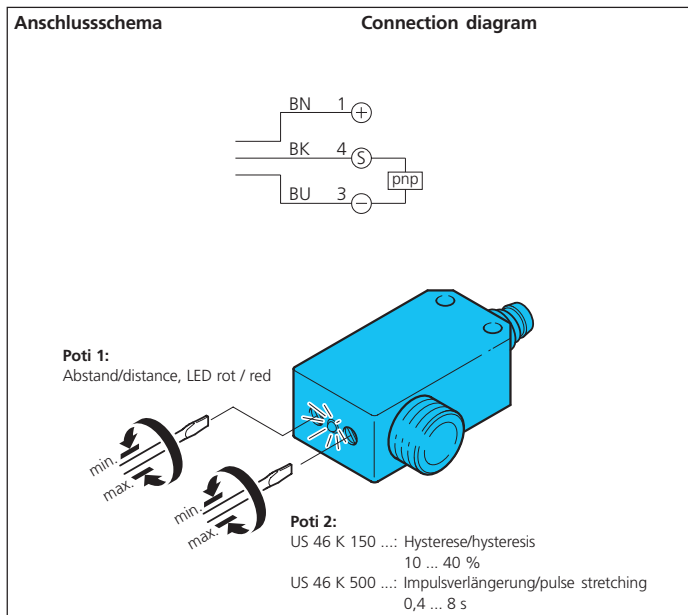 Anschlussschema Connection diagram
BN 1 +
BK 4 S
pnp
BU 3 −
Poti 1:
Abstand/distance, LED rot / red
min.
max.
min.
max.
Poti 2:
US 46 K 150 ...: Hysterese/hysteresis
10 ... 40 %
US 46 K 500 ...: Impulsverlängerung/pulse stretching
0,4 ... 8 s